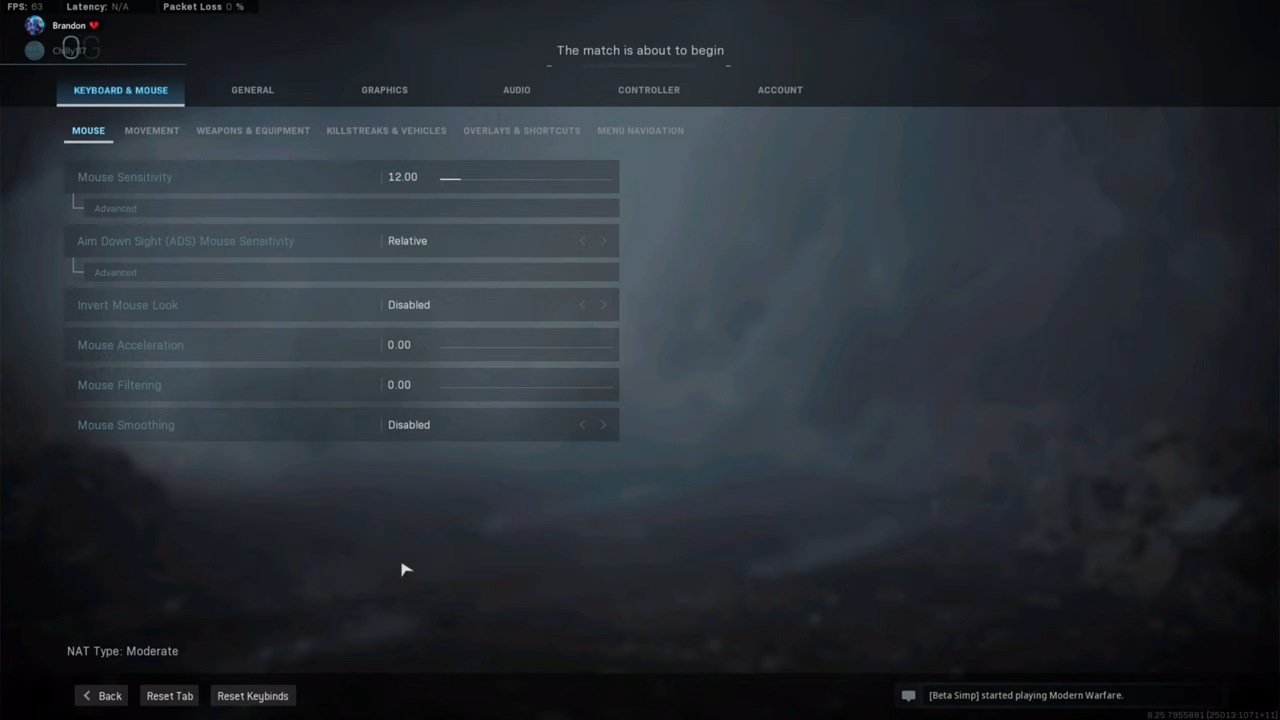 FPS: 63 Latency: N/A Packet Loss 0 %
Brandon
OG
The match is about to begin
KEYBOARD & MOUSE GENERAL GRAPHICS AUDIO CONTROLLER ACCOUNT
MOUSE MOVEMENT WEAPONS & EQUIPMENT KILLSTREAKS & VEHICLES OVERLAYS & SHORTCUTS MENU NAVIGATION
Mouse Sensitivity 12.00
Advanced
Aim Down Sight (ADS) Mouse Sensitivity Relative
Advanced
Invert Mouse Look Disabled
Mouse Acceleration 0.00
Mouse Filtering 0.00
Mouse Smoothing Disabled
NAT Type: Moderate
Back Reset Tab Reset Keybinds
[Beta Simp] started playing Modern Warfare.